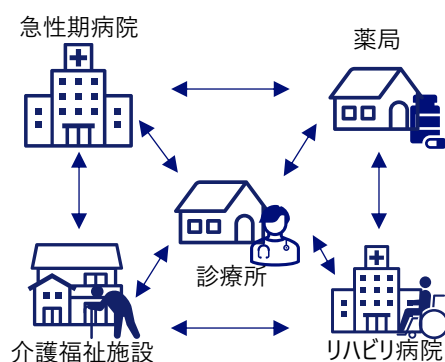 急性期病院
薬局
診療所
介護福祉施設
リハビリ病院